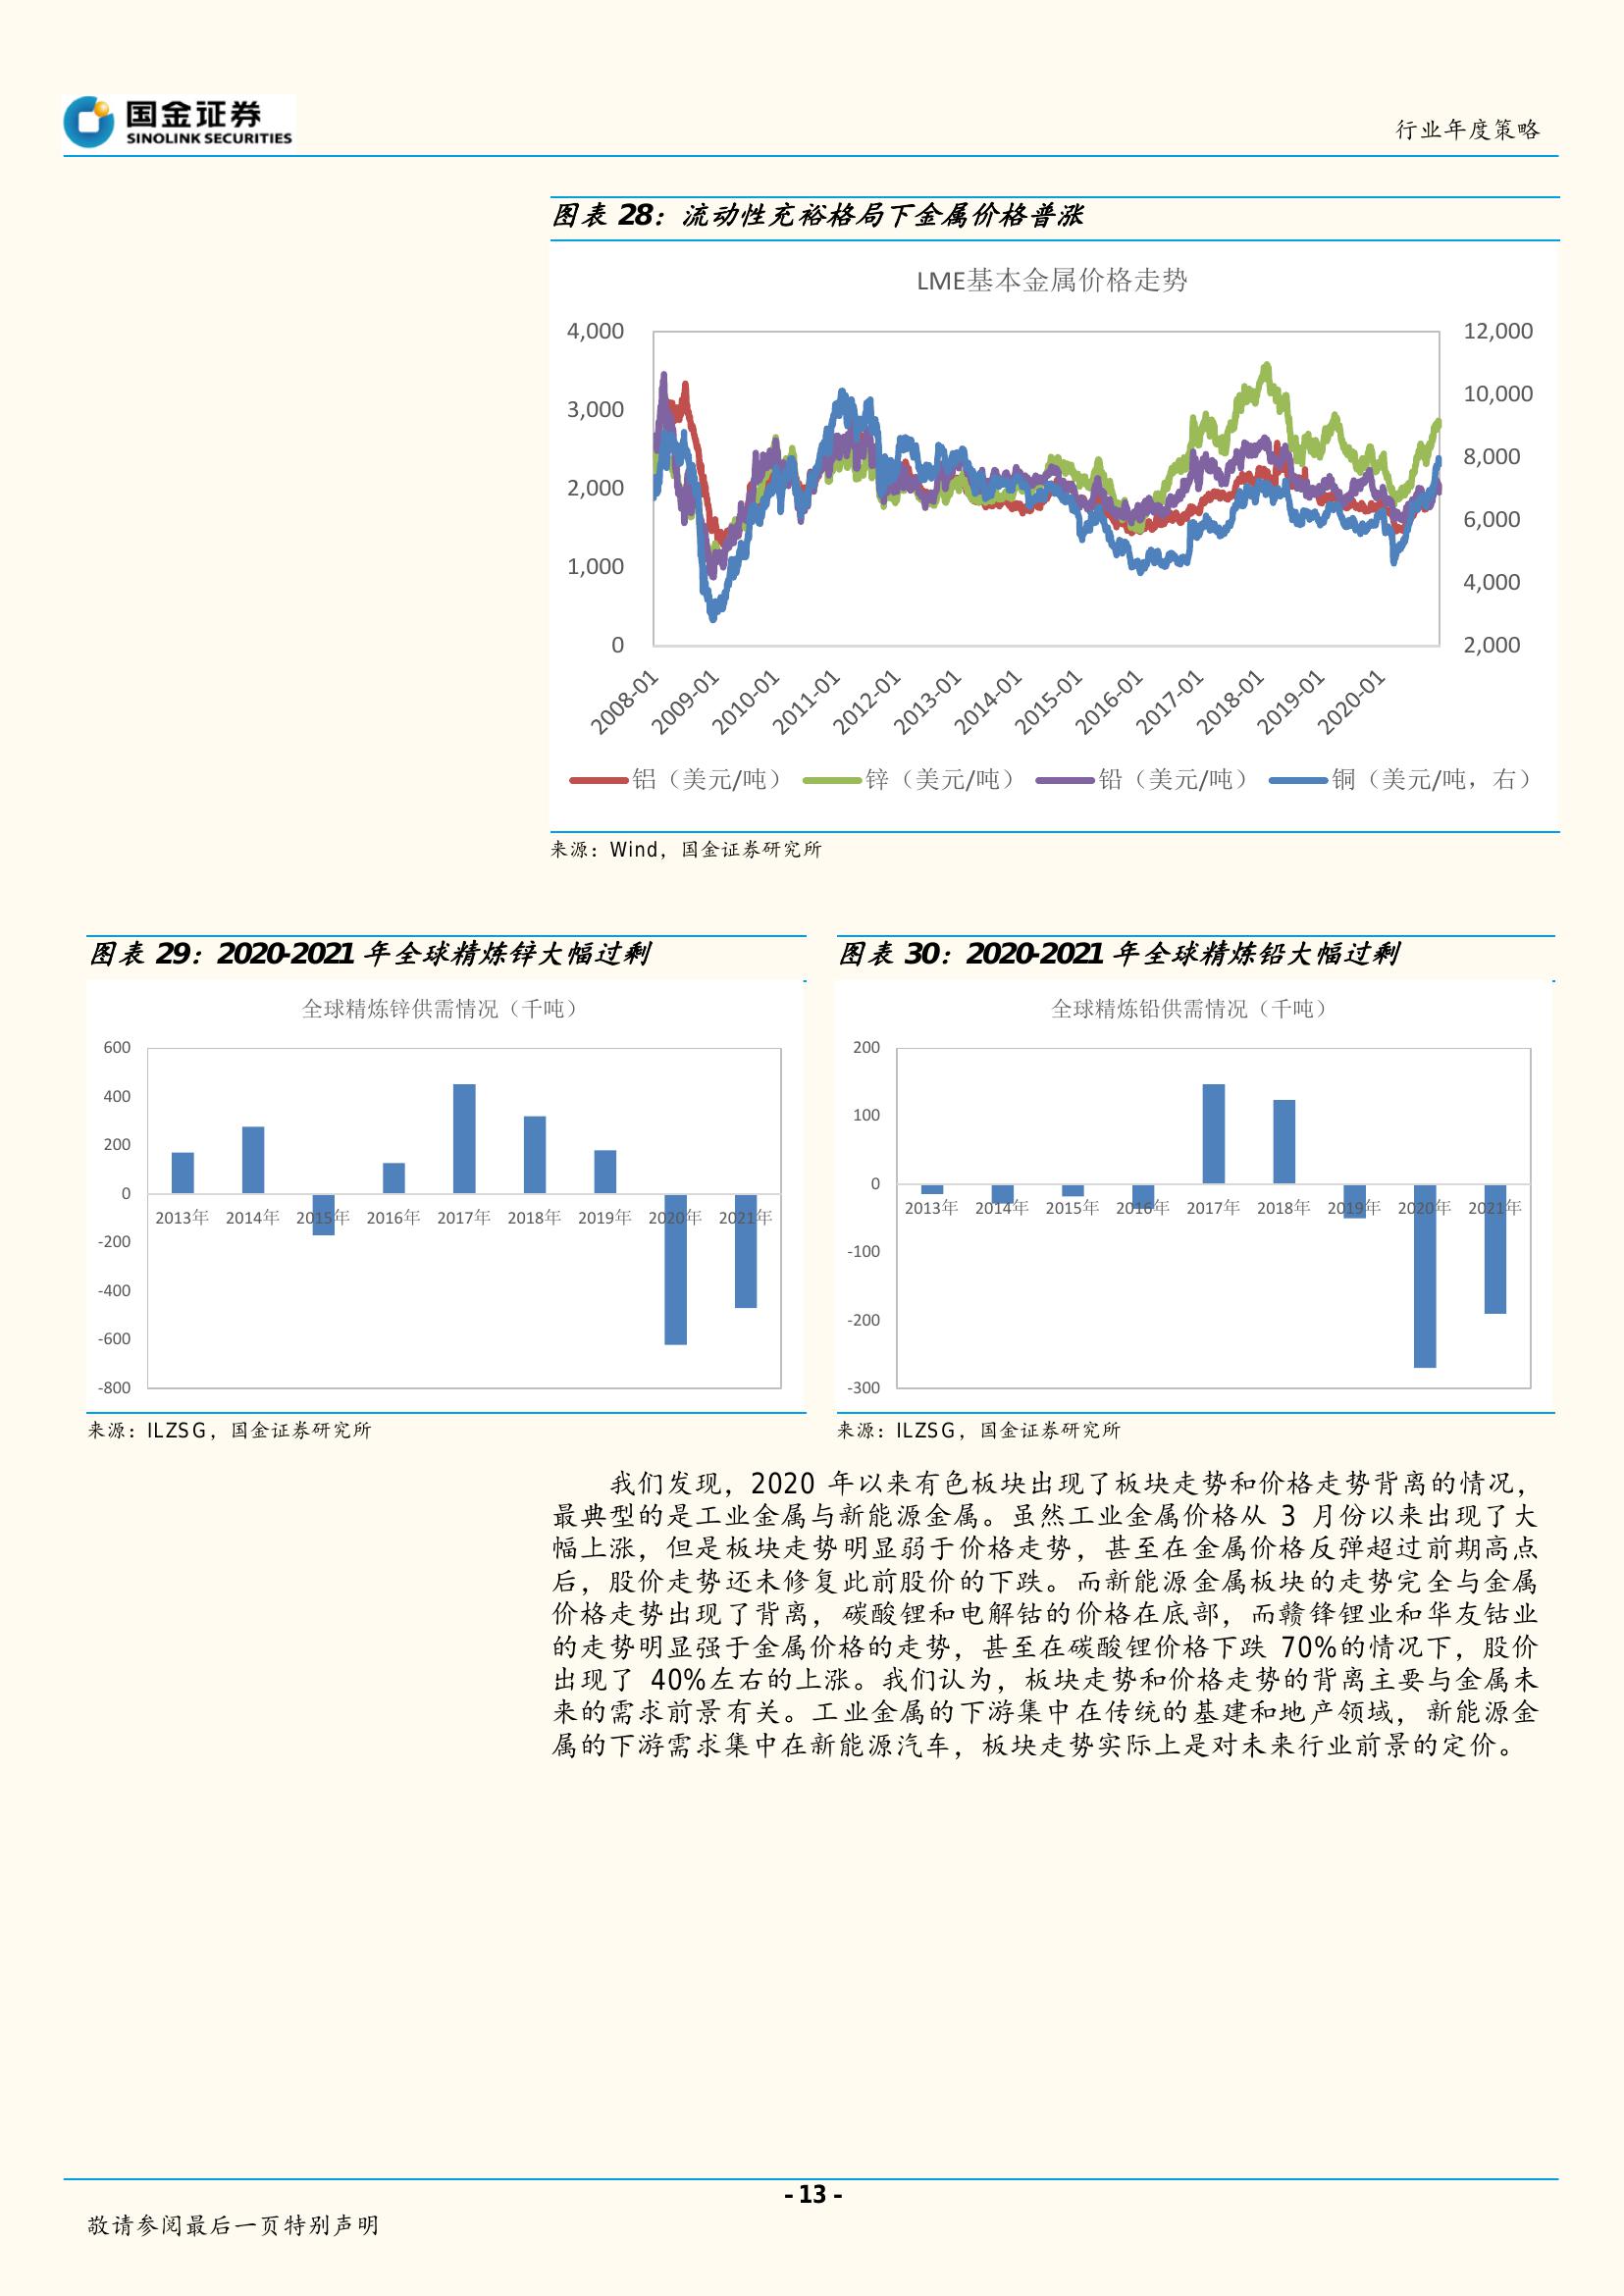 国金证券
SINOLINK SECURITIES
行业年度策略
图表 28：流动性充裕格局下金属价格普涨
LME基本金属价格走势
4,000
3,000
2,000
1,000
0
12,000
10,000
8,000
6,000
4,000
2,000
2008-01
2009-01
2010-01
2011-01
2012-01
2013-01
2014-01
2015-01
2016-01
2017-01
2018-01
2019-01
2020-01
铝（美元/吨） 锌（美元/吨） 铅（美元/吨） 铜（美元/吨，右）
来源：Wind，国金证券研究所
图表 29：2020-2021 年全球精炼锌大幅过剩
全球精炼锌供需情况（千吨）
600
400
200
0
-200
-400
-600
-800
2013年 2014年 2015年 2016年 2017年 2018年 2019年 2020年 2021年
来源：ILZSG，国金证券研究所
图表 30：2020-2021 年全球精炼铅大幅过剩
全球精炼铅供需情况（千吨）
200
100
0
-100
-200
-300
2013年 2014年 2015年 2016年 2017年 2018年 2019年 2020年 2021年
来源：ILZSG，国金证券研究所
我们发现，2020 年以来有色板块出现了板块走势和价格走势背离的情况，
最典型的是工业金属与新能源金属。虽然工业金属价格从 3 月份以来出现了大
幅上涨，但是板块走势明显弱于价格走势，甚至在金属价格反弹超过前期高点
后，股价走势还未修复此前股价的下跌。而新能源金属板块的走势完全与金属
价格走势出现了背离，碳酸锂和电解钴的价格在底部，而赣锋锂业和华友钴业
的走势明显强于金属价格的走势，甚至在碳酸锂价格下跌 70%的情况下，股价
出现了 40%左右的上涨。我们认为，板块走势和价格走势的背离主要与金属未
来的需求前景有关。工业金属的下游集中在传统的基建和地产领域，新能源金
属的下游需求集中在新能源汽车，板块走势实际上是对未来行业前景的定价。
- 13 -
敬请参阅最后一页特别声明